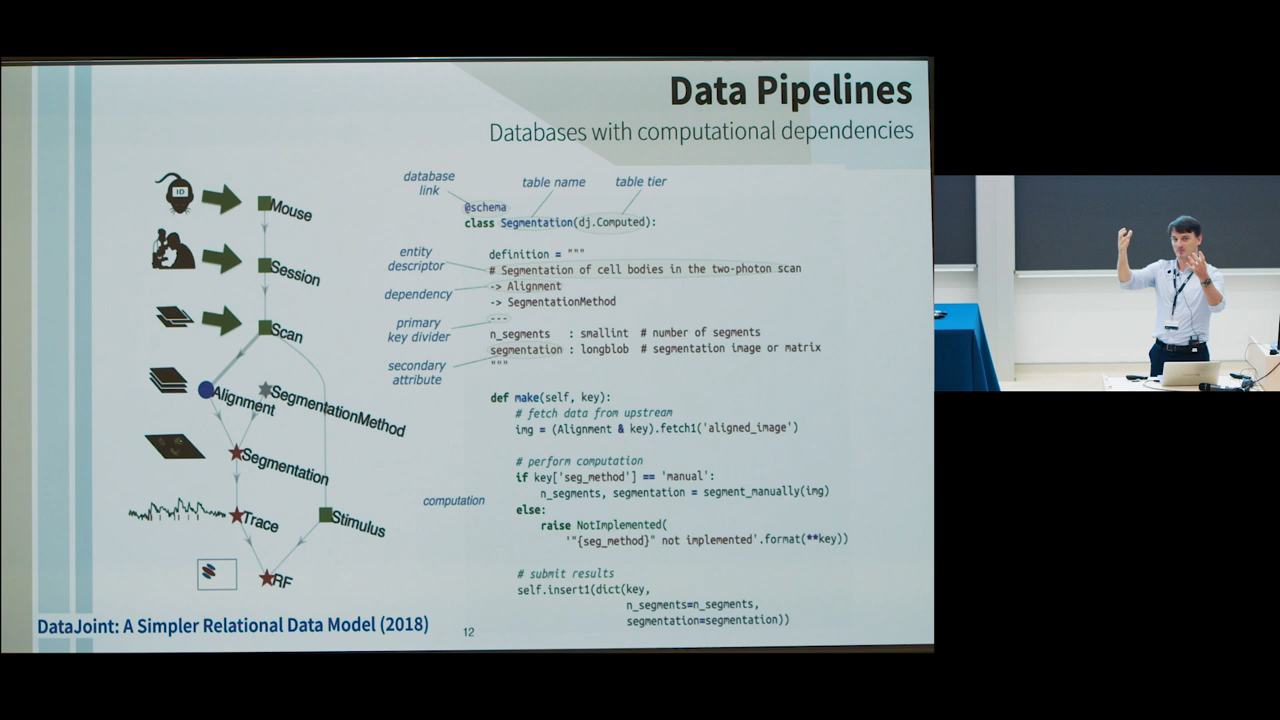 Data Pipelines
Databases with computational dependencies
ID
Mouse
Session
Scan
Alignment
SegmentationMethod
Segmentation
Trace
Stimulus
RF
database
link
table name
table tier
@schema
class Segmentation(dj.Computed):
entity
descriptor
definition = """
# Segmentation of cell bodies in the two-photon scan
dependency
-> Alignment
-> SegmentationMethod
primary
key divider
---
n_segments : smallint # number of segments
segmentation : longblob # segmentation image or matrix
"""
secondary
attribute
def make(self, key):
# fetch data from upstream
img = (Alignment & key).fetch1('aligned_image')
# perform computation
if key['seg_method'] == 'manual':
n_segments, segmentation = segment_manually(img)
computation
else:
raise NotImplemented(
'"{seg_method}" not implemented'.format(**key))
# submit results
self.insert1(dict(key,
n_segments=n_segments,
segmentation=segmentation))
DataJoint: A Simpler Relational Data Model (2018)
12